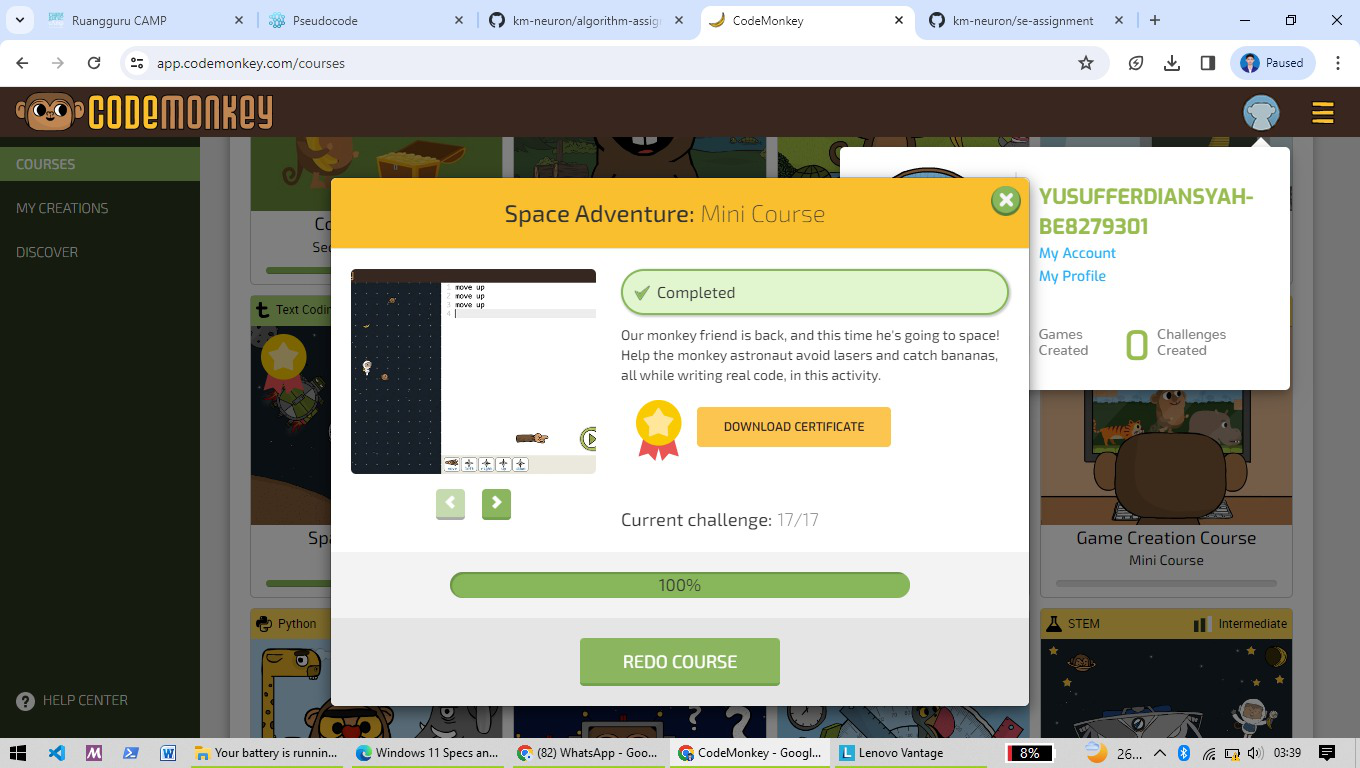 Ruangguru CAMP
Pseudocode
km-neuron/algorithm-assig
CodeMonkey
km-neuron/se-assignment
app.codemonkey.com/courses
Paused
CODEMONKEY
COURSES
MY CREATIONS
DISCOVER
HELP CENTER
YUSUFFERDIANSYAH-
BE8279301
My Account
My Profile
Games
Created
0
Challenges
Created
Space Adventure: Mini Course
1 move up
2 move up
3 move up
4
Completed
Our monkey friend is back, and this time he's going to space!
Help the monkey astronaut avoid lasers and catch bananas,
all while writing real code, in this activity.
DOWNLOAD CERTIFICATE
Current challenge: 17/17
100%
REDO COURSE
Co
Sec
Text Codin
Spa
Game Creation Course
Mini Course
Python
STEM
Intermediate
Your battery is runnin...
Windows 11 Specs an...
(82) WhatsApp - Goo...
CodeMonkey - Googl...
Lenovo Vantage
8%
26...
03:39